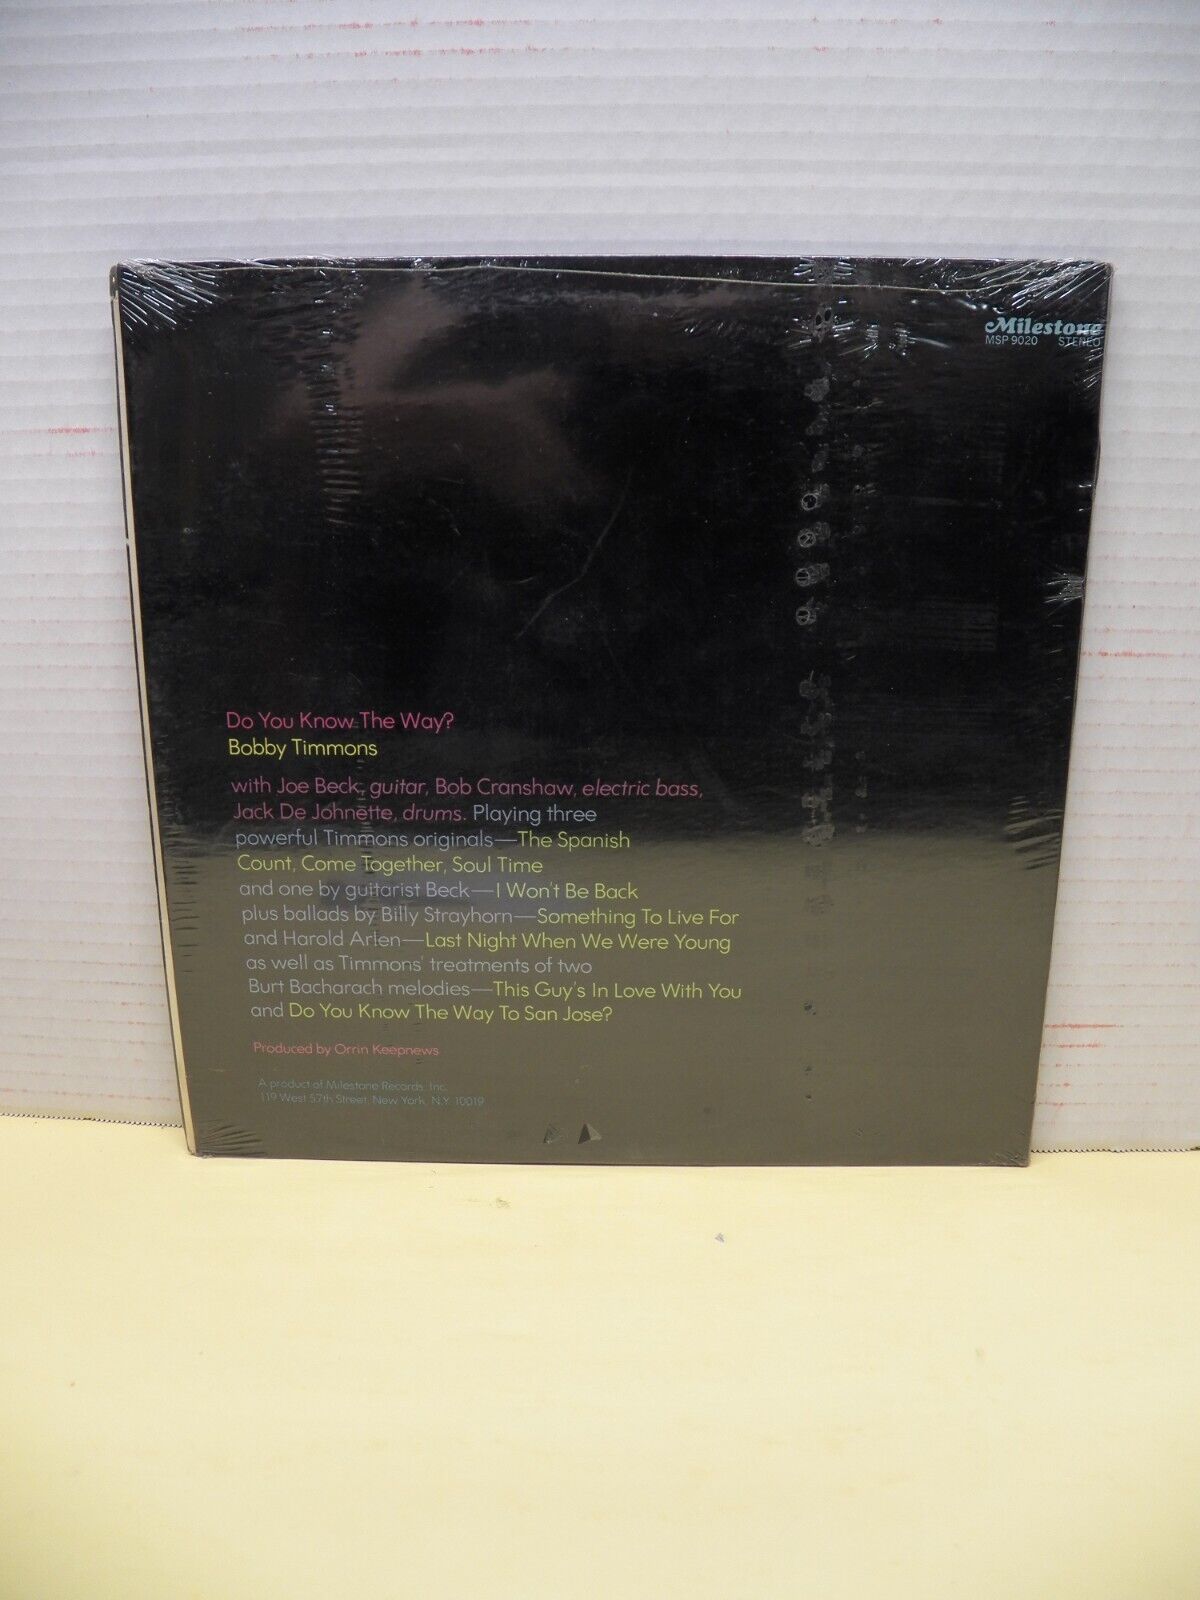 Milestone
MSP 9020 STEREO
Do You Know The Way?
Bobby Timmons
with Joe Beck, guitar, Bob Cranshaw, electric bass,
Jack De Johnette, drums. Playing three
powerful Timmons originals—The Spanish
Count, Come Together, Soul Time
and one by guitarist Beck—I Won't Be Back
plus ballads by Billy Strayhorn—Something To Live For
and Harold Arlen—Last Night When We Were Young
as well as Timmons' treatments of two
Burt Bacharach melodies—This Guy's In Love With You
and Do You Know The Way To San Jose?
Produced by Orrin Keepnews
A product of Milestone Records, Inc.
119 West 57th Street, New York, N.Y. 10019